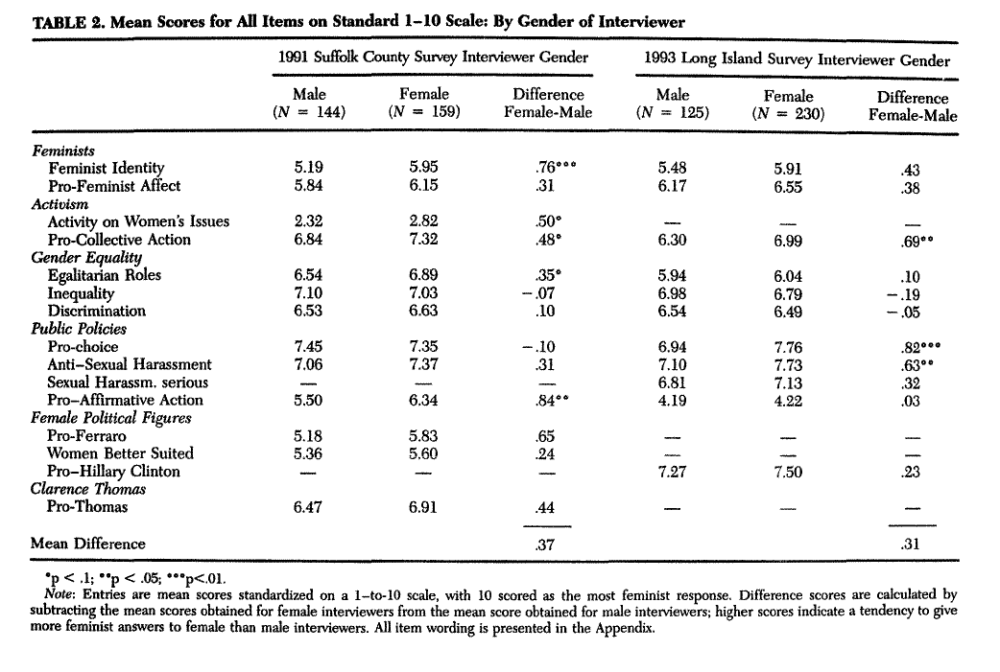 TABLE 2. Mean Scores for All Items on Standard 1–10 Scale: By Gender of Interviewer
1991 Suffolk County Survey Interviewer Gender 1993 Long Island Survey Interviewer Gender
Male Female Difference Male Female Difference
(N = 144) (N = 159) Female-Male (N = 125) (N = 230) Female-Male
Feminists
Feminist Identity 5.19 5.95 .76*** 5.48 5.91 .43
Pro-Feminist Affect 5.84 6.15 .31 6.17 6.55 .38
Activism
Activity on Women's Issues 2.32 2.82 .50* — — —
Pro-Collective Action 6.84 7.32 .48* 6.30 6.99 .69**
Gender Equality
Egalitarian Roles 6.54 6.89 .35* 5.94 6.04 .10
Inequality 7.10 7.03 −.07 6.98 6.79 −.19
Discrimination 6.53 6.63 .10 6.54 6.49 −.05
Public Policies
Pro-choice 7.45 7.35 −.10 6.94 7.76 .82***
Anti–Sexual Harassment 7.06 7.37 .31 7.10 7.73 .63**
Sexual Harassm. serious — — — 6.81 7.13 .32
Pro–Affirmative Action 5.50 6.34 .84** 4.19 4.22 .03
Female Political Figures
Pro-Ferraro 5.18 5.83 .65 — — —
Women Better Suited 5.36 5.60 .24 — — —
Pro–Hillary Clinton — — — 7.27 7.50 .23
Clarence Thomas
Pro-Thomas 6.47 6.91 .44 — — —
Mean Difference .37 .31
*p < .1; **p < .05; ***p<.01.
Note: Entries are mean scores standardized on a 1–to-10 scale, with 10 scored as the most feminist response. Difference scores are calculated by
subtracting the mean scores obtained for female interviewers from the mean score obtained for male interviewers; higher scores indicate a tendency to give
more feminist answers to female than male interviewers. All item wording is presented in the Appendix.